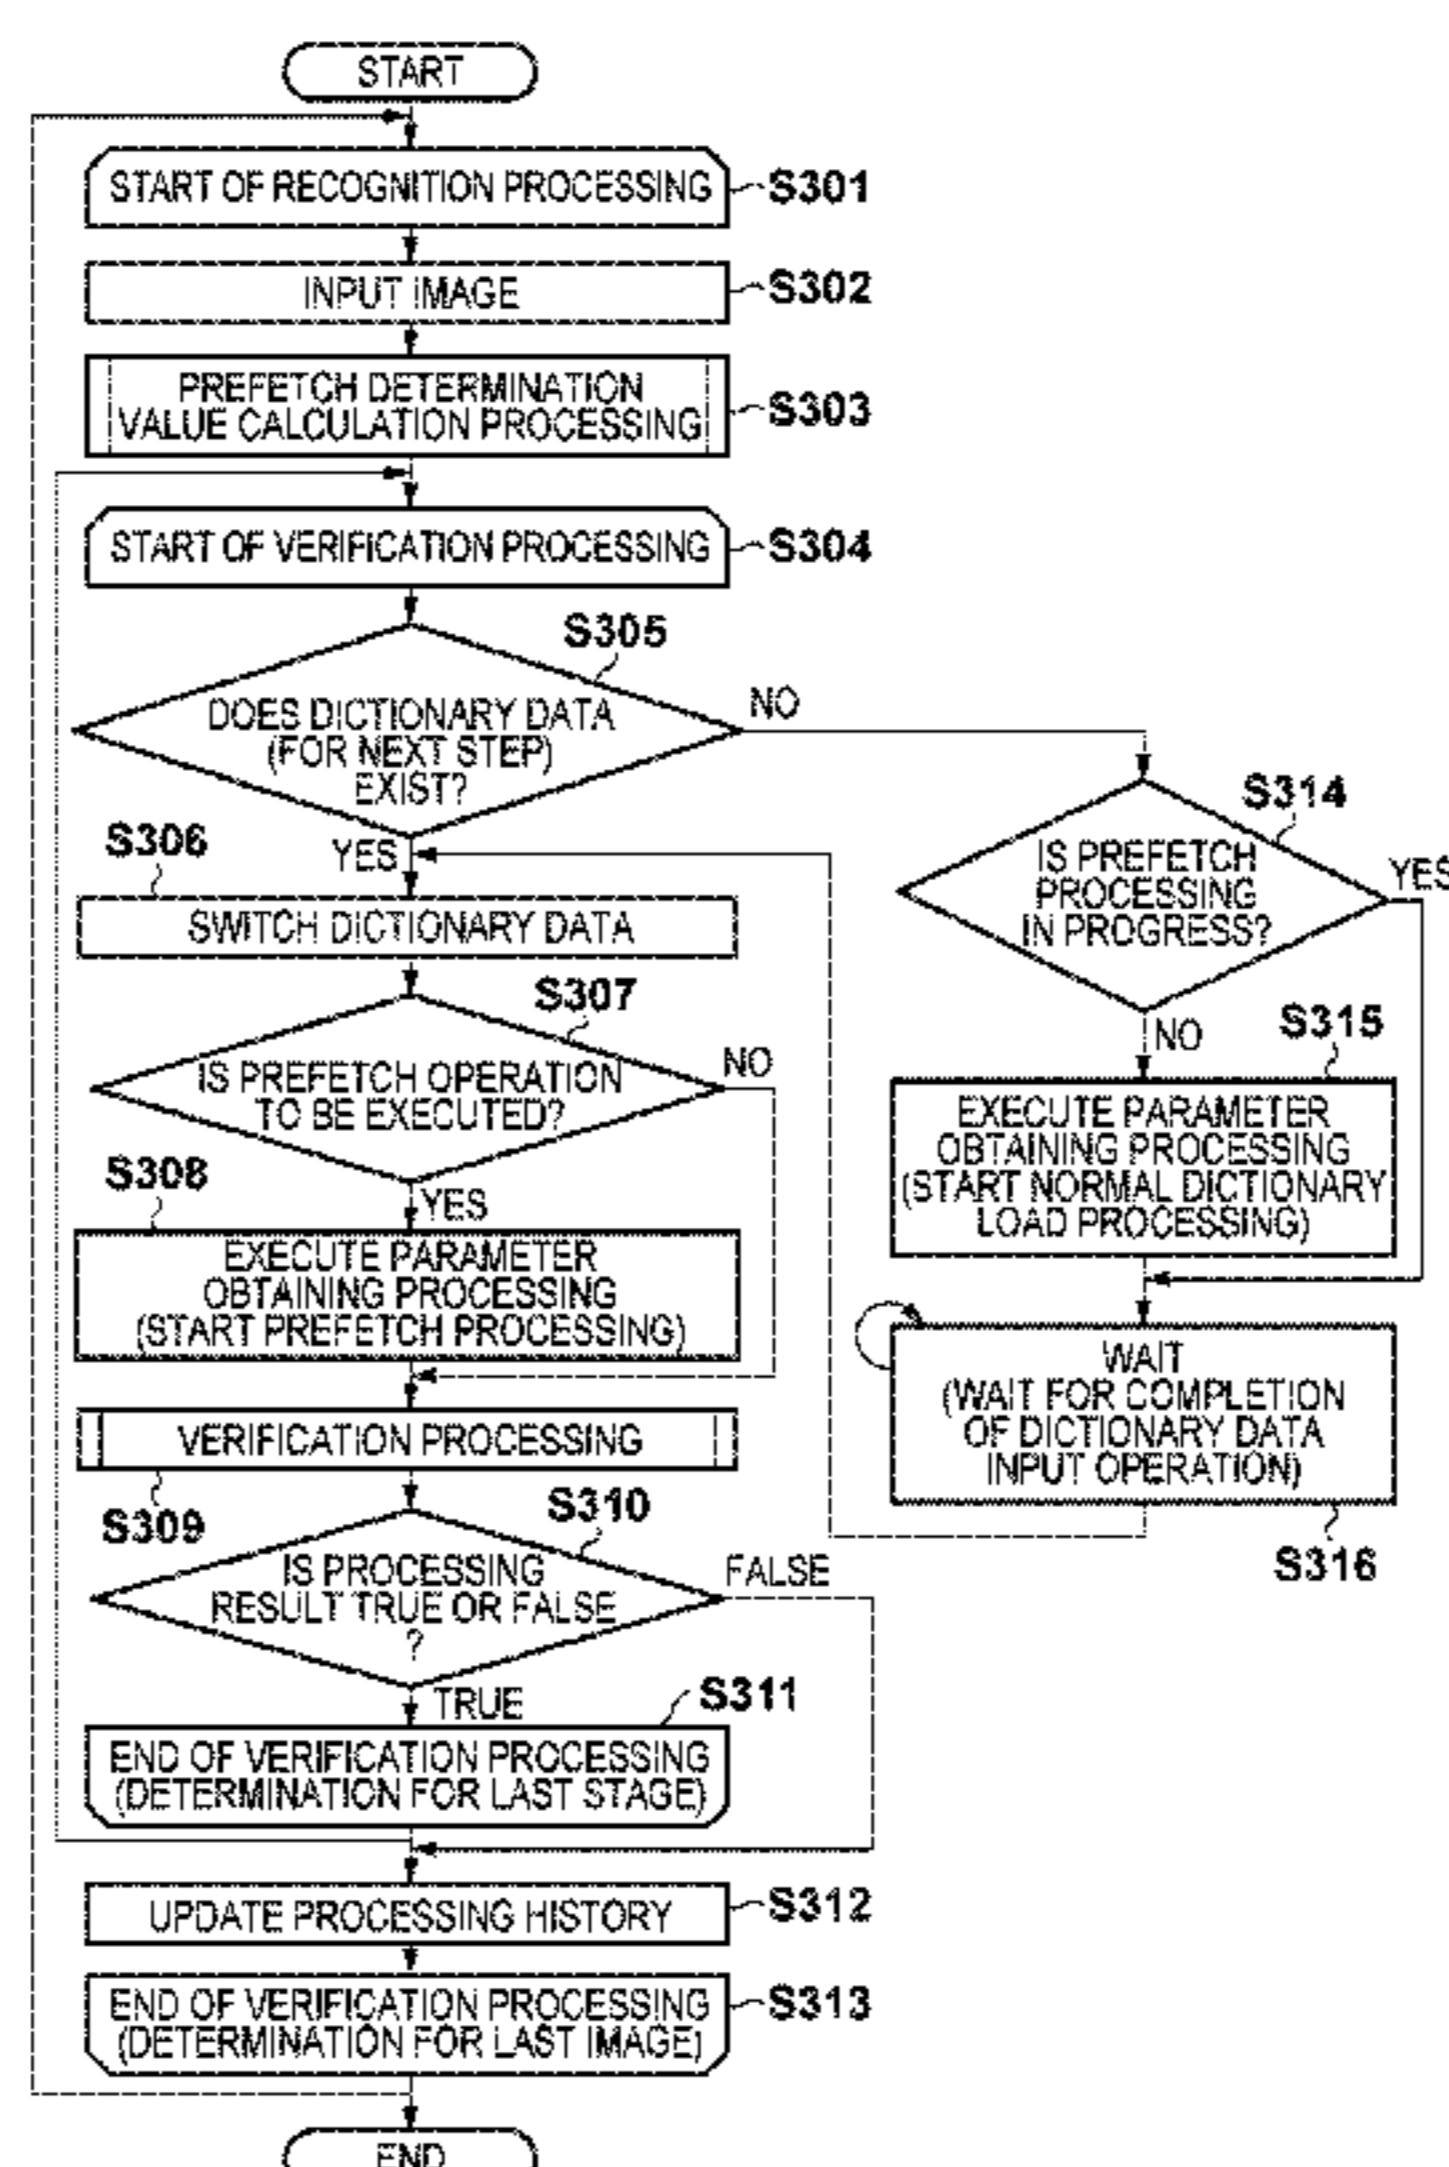 START
START OF RECOGNITION PROCESSING
S301
INPUT IMAGE
S302
PREFETCH DETERMINATION
VALUE CALCULATION PROCESSING
S303
START OF VERIFICATION PROCESSING
S304
S305
DOES DICTIONARY DATA
(FOR NEXT STEP)
EXIST?
NO
YES
S306
SWITCH DICTIONARY DATA
S307
IS PREFETCH OPERATION
TO BE EXECUTED?
NO
YES
S308
EXECUTE PARAMETER
OBTAINING PROCESSING
(START PREFETCH PROCESSING)
VERIFICATION PROCESSING
S309
S310
IS PROCESSING
RESULT TRUE OR FALSE
?
FALSE
TRUE
S311
END OF VERIFICATION PROCESSING
(DETERMINATION FOR LAST STAGE)
UPDATE PROCESSING HISTORY
S312
END OF VERIFICATION PROCESSING
(DETERMINATION FOR LAST IMAGE)
S313
END
S314
IS PREFETCH
PROCESSING
IN PROGRESS?
YES
NO
S315
EXECUTE PARAMETER
OBTAINING PROCESSING
(START NORMAL DICTIONARY
LOAD PROCESSING)
WAIT
(WAIT FOR COMPLETION
OF DICTIONARY DATA
INPUT OPERATION)
S316